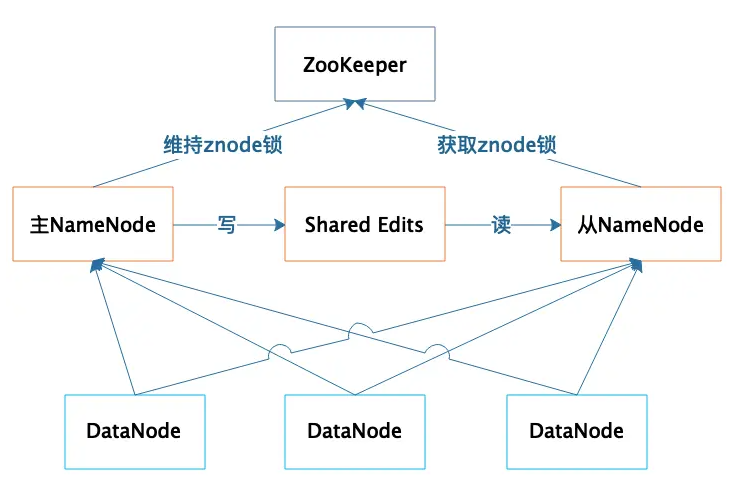 ZooKeeper
维持znode锁
获取znode锁
主NameNode
写
Shared Edits
读
从NameNode
DataNode
DataNode
DataNode